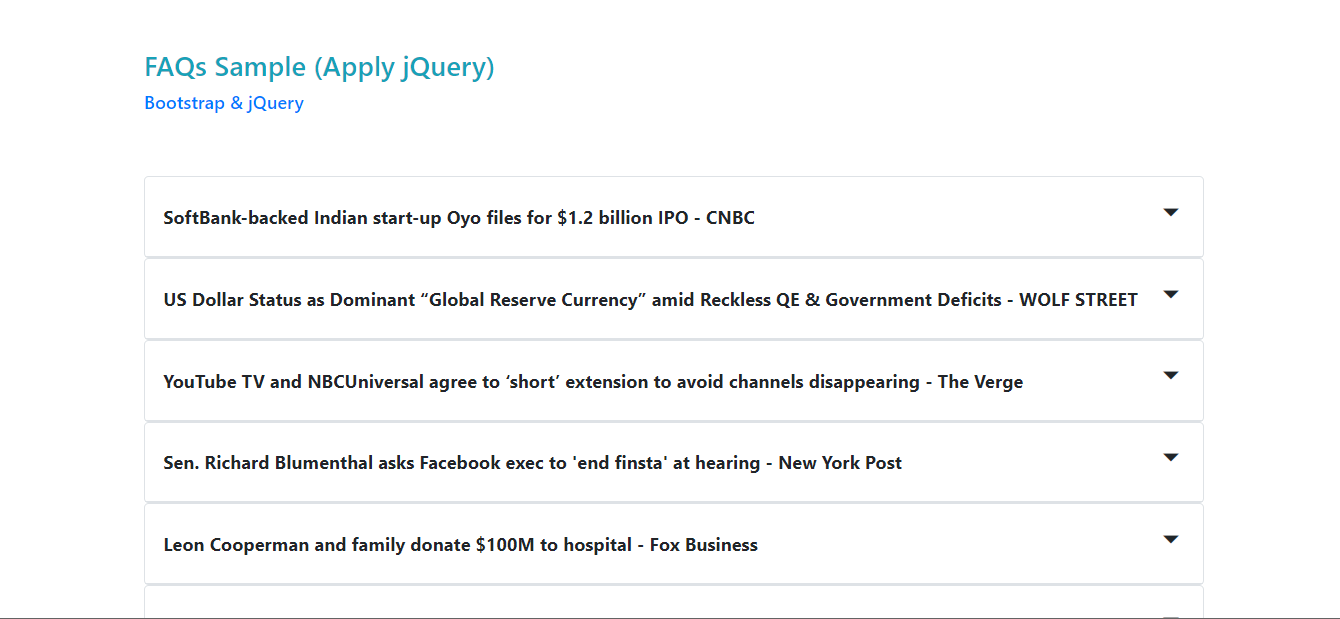 FAQs Sample (Apply jQuery)
Bootstrap & jQuery
SoftBank-backed Indian start-up Oyo files for $1.2 billion IPO - CNBC
US Dollar Status as Dominant “Global Reserve Currency” amid Reckless QE & Government Deficits - WOLF STREET
YouTube TV and NBCUniversal agree to ‘short’ extension to avoid channels disappearing - The Verge
Sen. Richard Blumenthal asks Facebook exec to 'end finsta' at hearing - New York Post
Leon Cooperman and family donate $100M to hospital - Fox Business